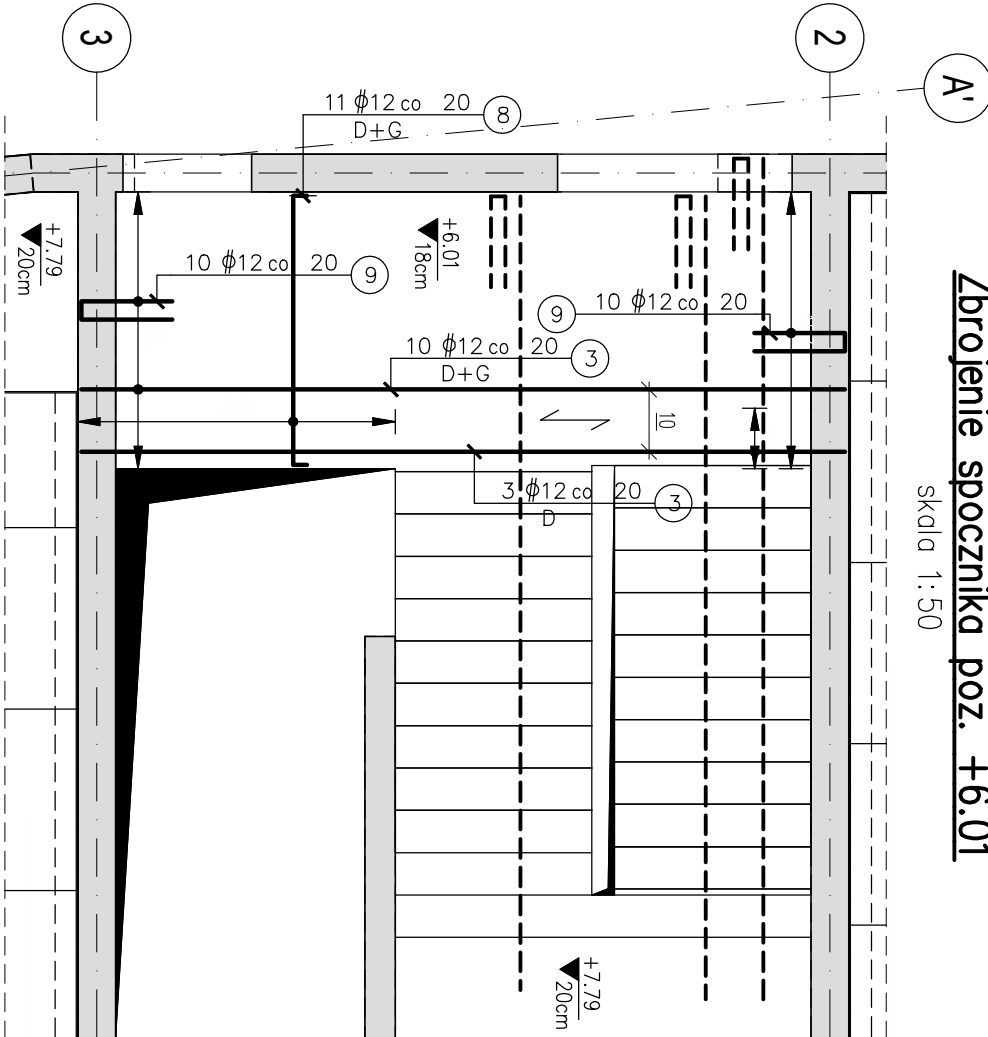 3
2
A'
11 ϕ12 co 20
D+G
8
+7.79
20cm
+6.01
18cm
10 ϕ12 co 20
9
10 ϕ12 co 20
9
10 ϕ12 co 20
D+G
3
10
3 ϕ12 co 20
D
3
+7.79
20cm
Zbrojenie spocznika poz. +6.01
skala 1:50